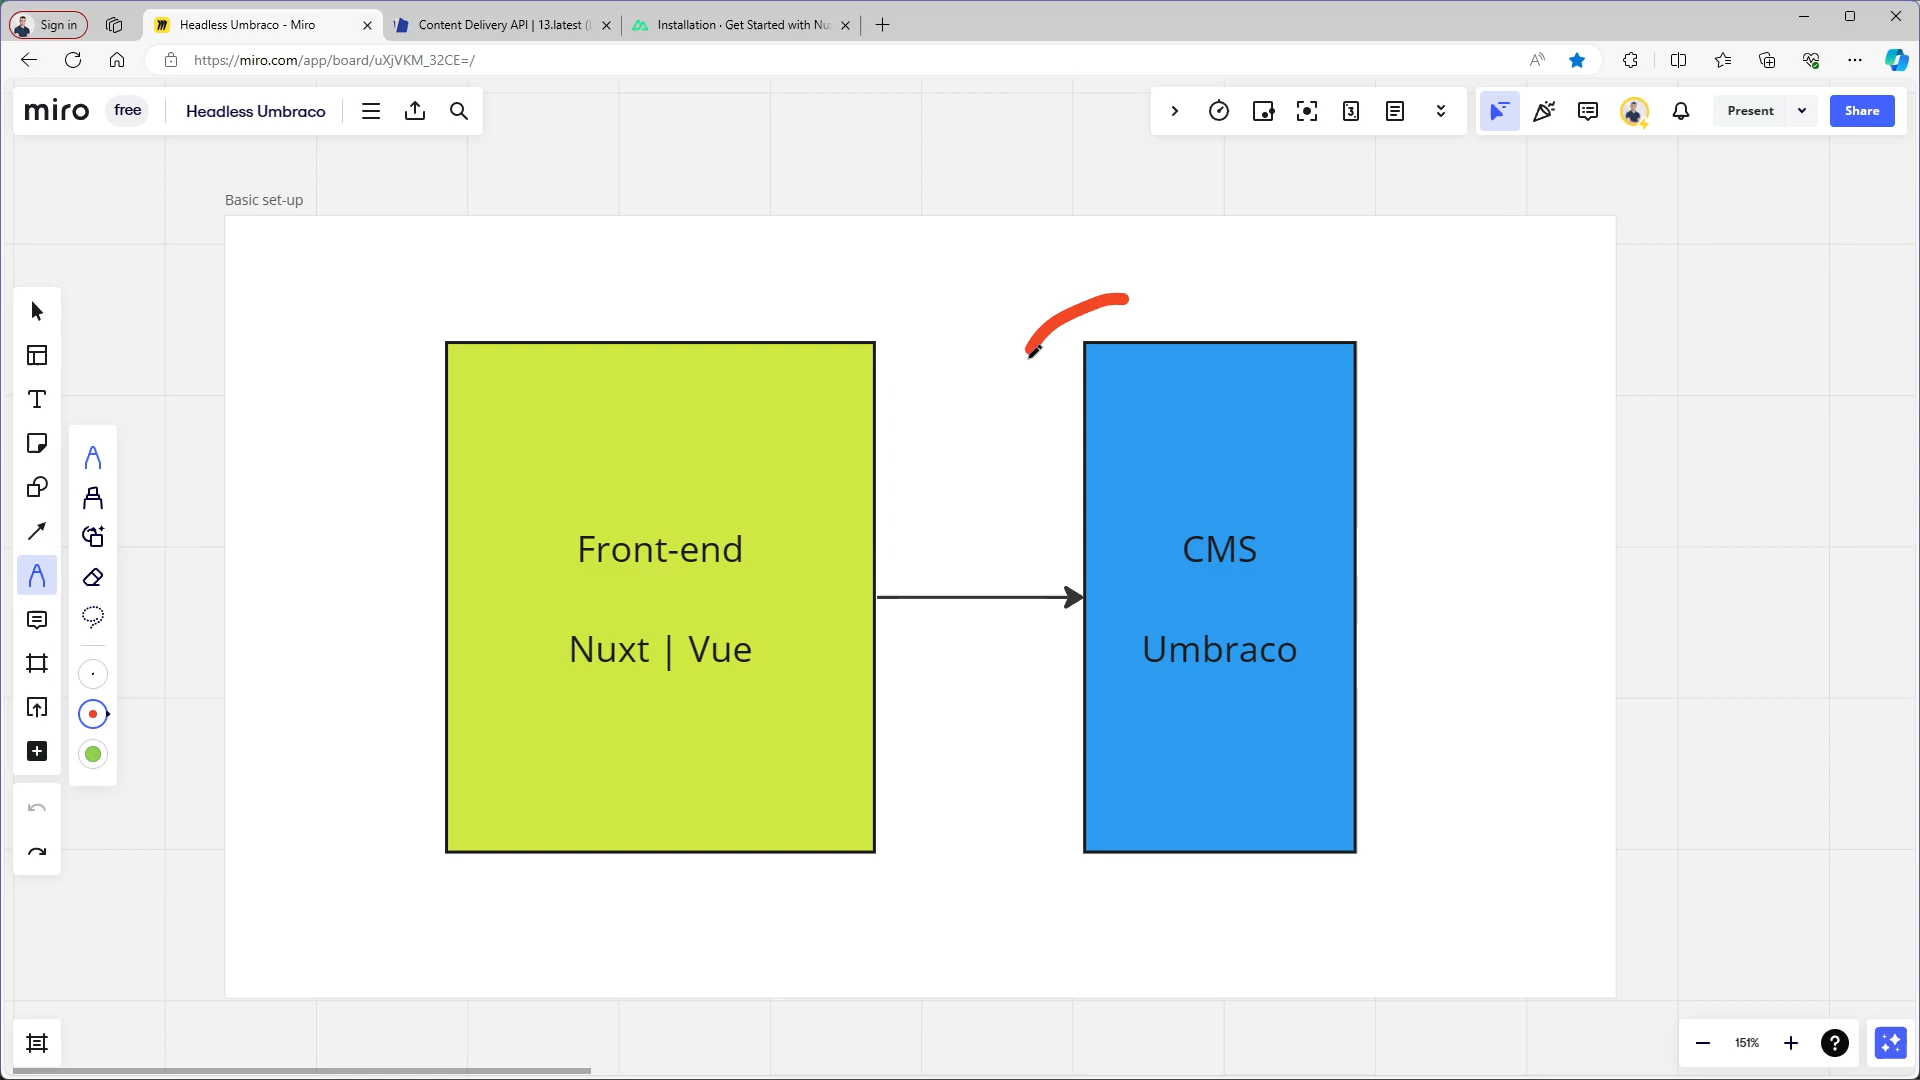 Sign in
Headless Umbraco - Miro
Content Delivery API | 13.latest (
Installation · Get Started with Nu
https://miro.com/app/board/uXjVKM_32CE=/
miro
free
Headless Umbraco
3
Present
Share
Basic set-up
Front-end
Nuxt | Vue
CMS
Umbraco
151%
?